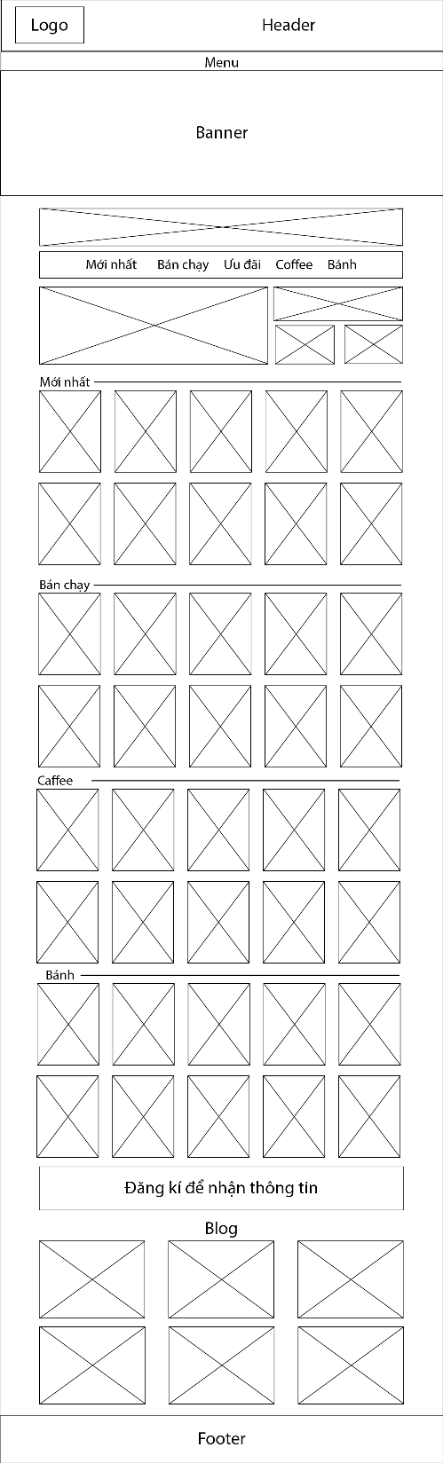 Logo
Header
Menu
Banner
Mới nhất Bán chạy Ưu đãi Coffee Bánh
Mới nhất
Bán chạy
Caffee
Bánh
Đăng kí để nhận thông tin
Blog
Footer